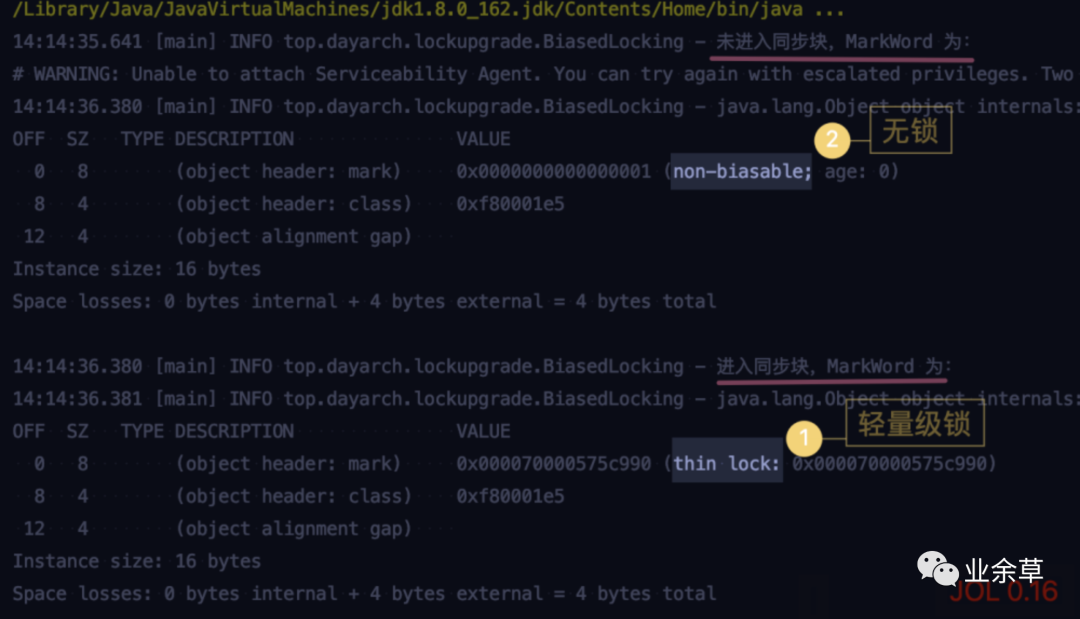 /Library/Java/JavaVirtualMachines/jdk1.8.0_162.jdk/Contents/Home/bin/java ...
14:14:35.641 [main] INFO top.dayarch.lockupgrade.BiasedLocking - 未进入同步块，MarkWord 为：
# WARNING: Unable to attach Serviceability Agent. You can try again with escalated privileges. Two
14:14:36.380 [main] INFO top.dayarch.lockupgrade.BiasedLocking - java.lang.Object object internals:
OFF SZ TYPE DESCRIPTION VALUE
2 无锁
0 8 (object header: mark) 0x0000000000000001 (non-biasable; age: 0)
8 4 (object header: class) 0xf80001e5
12 4 (object alignment gap)
Instance size: 16 bytes
Space losses: 0 bytes internal + 4 bytes external = 4 bytes total
14:14:36.380 [main] INFO top.dayarch.lockupgrade.BiasedLocking - 进入同步块，MarkWord 为：
14:14:36.381 [main] INFO top.dayarch.lockupgrade.BiasedLocking - java.lang.Object object internals:
OFF SZ TYPE DESCRIPTION VALUE
1 轻量级锁
0 8 (object header: mark) 0x000070000575c990 (thin lock: 0x000070000575c990)
8 4 (object header: class) 0xf80001e5
12 4 (object alignment gap)
Instance size: 16 bytes
Space losses: 0 bytes internal + 4 bytes external = 4 bytes total
业余草
JOL 0.16